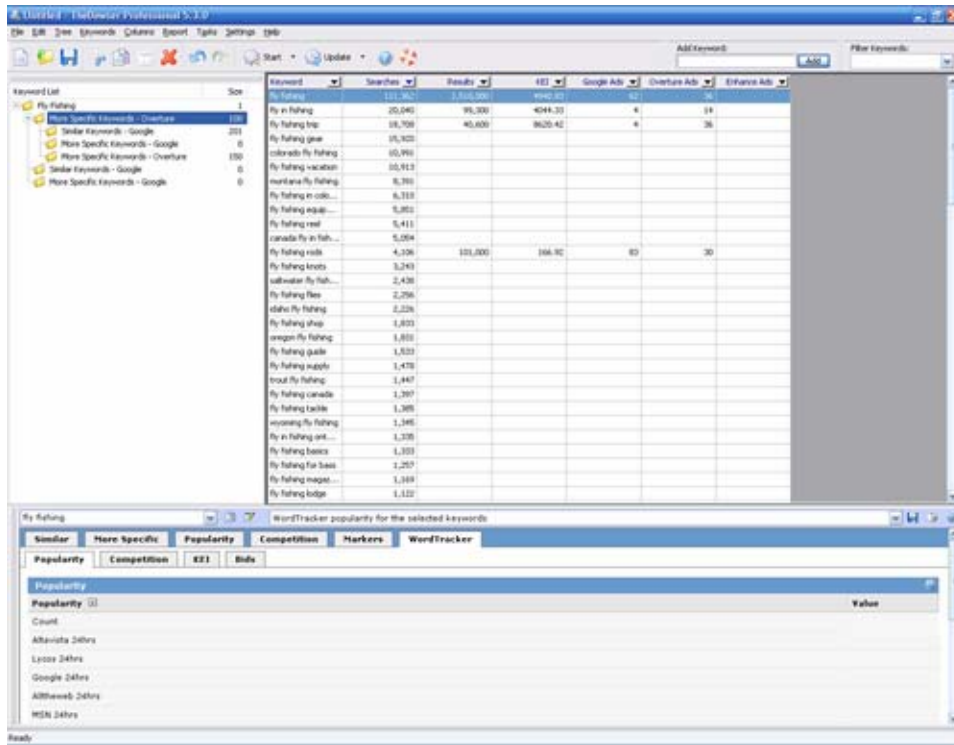 Untitled - TheDowser Professional 5.3.0
File Edit Tree Keywords Columns Report Tasks Settings Help
Start Update Add Keyword: Add Filter Keywords:
Keyword List Size
Fly Fishing 1
More Specific Keywords - Overture 100
Similar Keywords - Google 201
More Specific Keywords - Google 0
More Specific Keywords - Overture 150
Similar Keywords - Google 0
More Specific Keywords - Google 0
Keyword Searches Results KEI Google Ads Overture Ads Enhance Ads
fly fishing
fly in fishing 20,040 99,300 4044.33 4 14
fly fishing trip 18,709 40,600 8620.42 4 36
fly fishing gear
colorado fly fishing 10,991
fly fishing vacation 10,913
montana fly fishing 8,391
fly fishing in colo...
fly fishing equip...
fly fishing reel 5,411
canada fly in fish... 5,004
fly fishing rods 4,106 101,000 166.92 83 30
fly fishing knots 3,243
saltwater fly fish... 2,438
fly fishing flies 2,256
idaho fly fishing 2,226
fly fishing shop 1,833
oregon fly fishing 1,831
fly fishing guide 1,533
fly fishing supply 1,478
trout fly fishing 1,447
fly fishing canada 1,397
fly fishing tackle 1,385
wyoming fly fishing 1,345
fly in fishing ont... 1,335
fly fishing basics 1,333
fly fishing for bass 1,257
fly fishing magaz... 1,169
fly fishing lodge 1,122
fly fishing WordTracker popularity for the selected keywords
Similar More Specific Popularity Competition Markers WordTracker
Popularity Competition KEI Bids
Popularity
Popularity Value
Count
Altavista 24hrs
Lycos 24hrs
Google 24hrs
Alltheweb 24hrs
MSN 24hrs
Ready